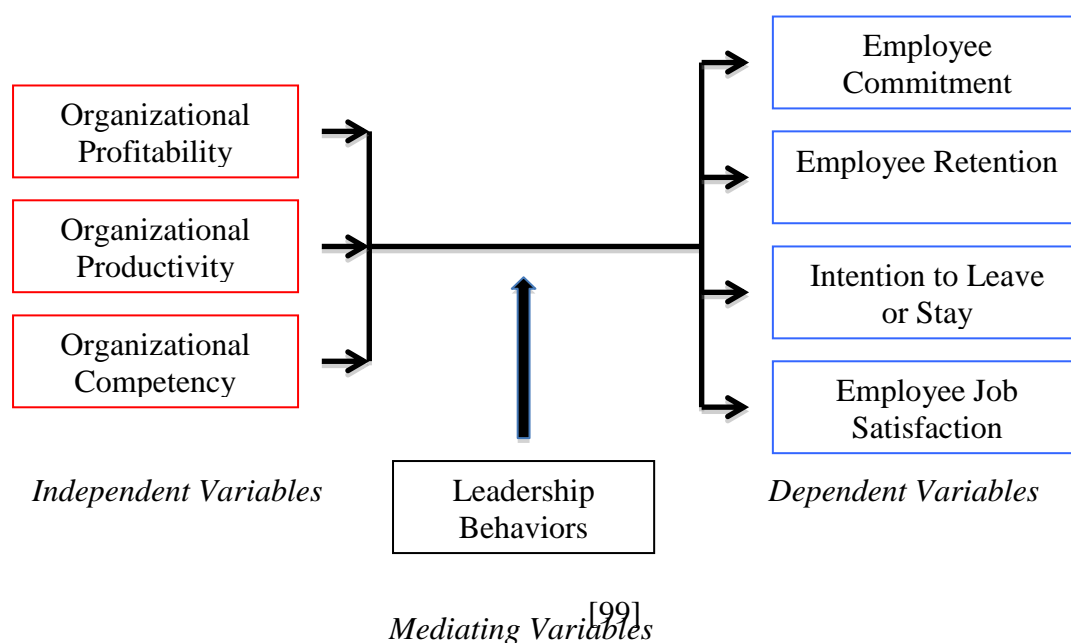 Organizational
Profitability
Organizational
Productivity
Organizational
Competency
Independent Variables
Leadership
Behaviors
[99]
Mediating Variables
Employee
Commitment
Employee Retention
Intention to Leave
or Stay
Employee Job
Satisfaction
Dependent Variables